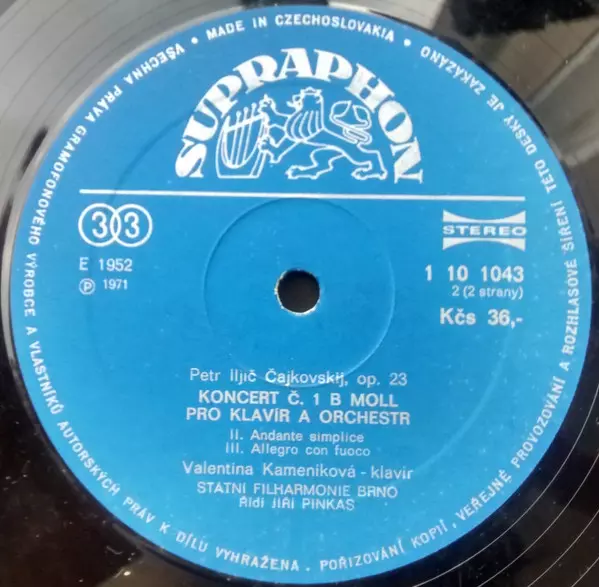 VŠECHNA PRÁVA GRAMOFONOVÉHO VÝROBCE A VLASTNÍKŮ AUTORSKÝCH PRÁV K DÍLU VYHRAŽENA. POŘIZOVÁNÍ KOPIÍ, VEŘEJNÉ PROVOZOVÁNÍ A ROZHLASOVÉ ŠÍŘENÍ TÉTO DESKY JE ZAKÁZÁNO • MADE IN CZECHOSLOVAKIA •
SUPRAPHON
33
STEREO
E 1952
1 10 1043
Ⓟ 1971
2 (2 strany)
Kčs 36,-
Petr Iljič Čajkovskij, op. 23
KONCERT Č. 1 B MOLL
PRO KLAVÍR A ORCHESTR
II. Andante simplice
III. Allegro con fuoco
Valentina Kameníková - klavír
STÁTNÍ FILHARMONIE BRNO
Řídí JIŘÍ PINKAS